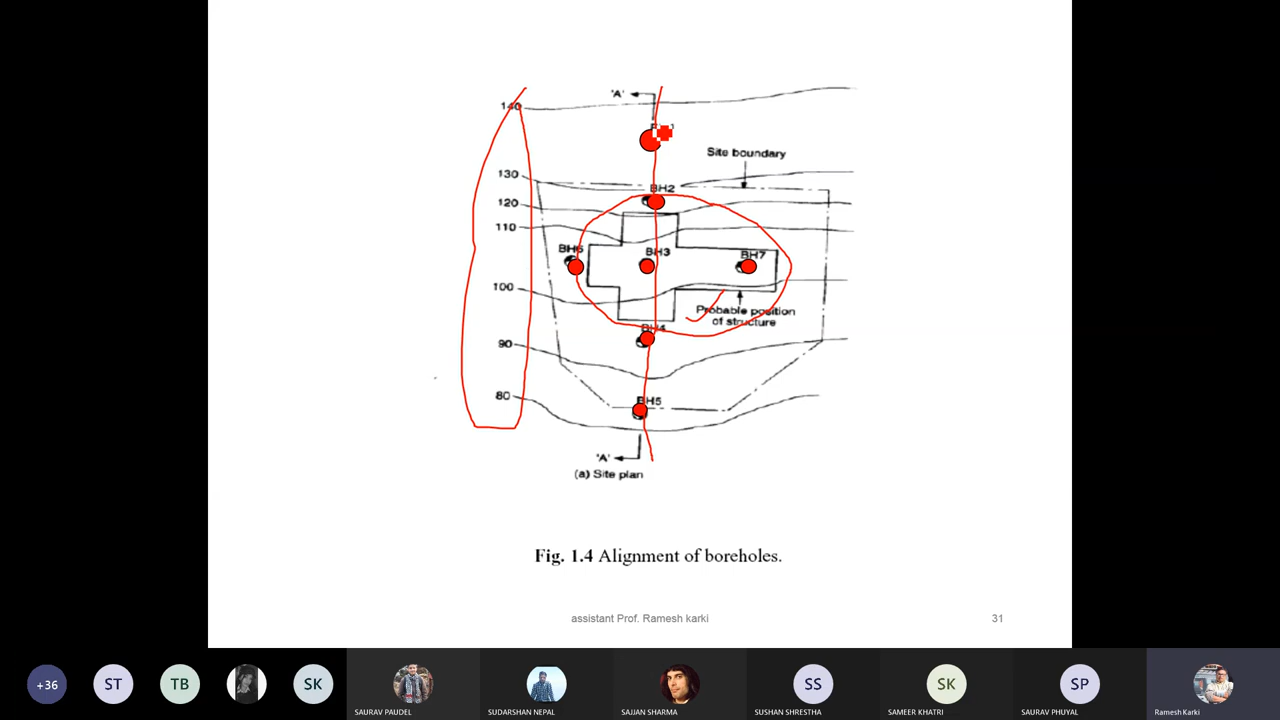 'A'
140
Site boundary
130
BH2
120
110
BH6
BH3
BH7
100
Probable position
of structure
BH4
90
80
BH5
'A'
(a) Site plan
Fig. 1.4 Alignment of boreholes.
assistant Prof. Ramesh karki
31
+36
ST
TB
SK
SS
SK
SP
SAURAV PAUDEL
SUDARSHAN NEPAL
SAJJAN SHARMA
SUSHAN SHRESTHA
SAMEER KHATRI
SAURAV PHUYAL
Ramesh Karki